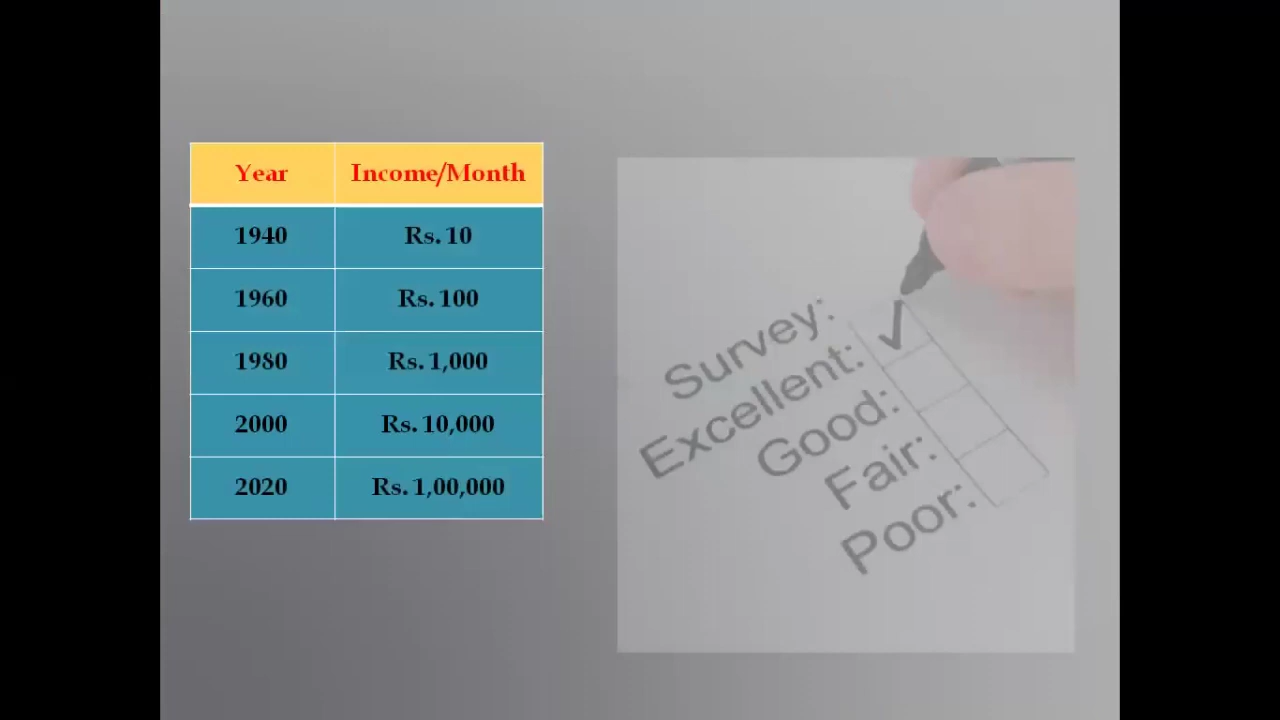 Year Income/Month
1940 Rs. 10
1960 Rs. 100
1980 Rs. 1,000
2000 Rs. 10,000
2020 Rs. 1,00,000
Survey:
Excellent: ✓
Good:
Fair:
Poor: